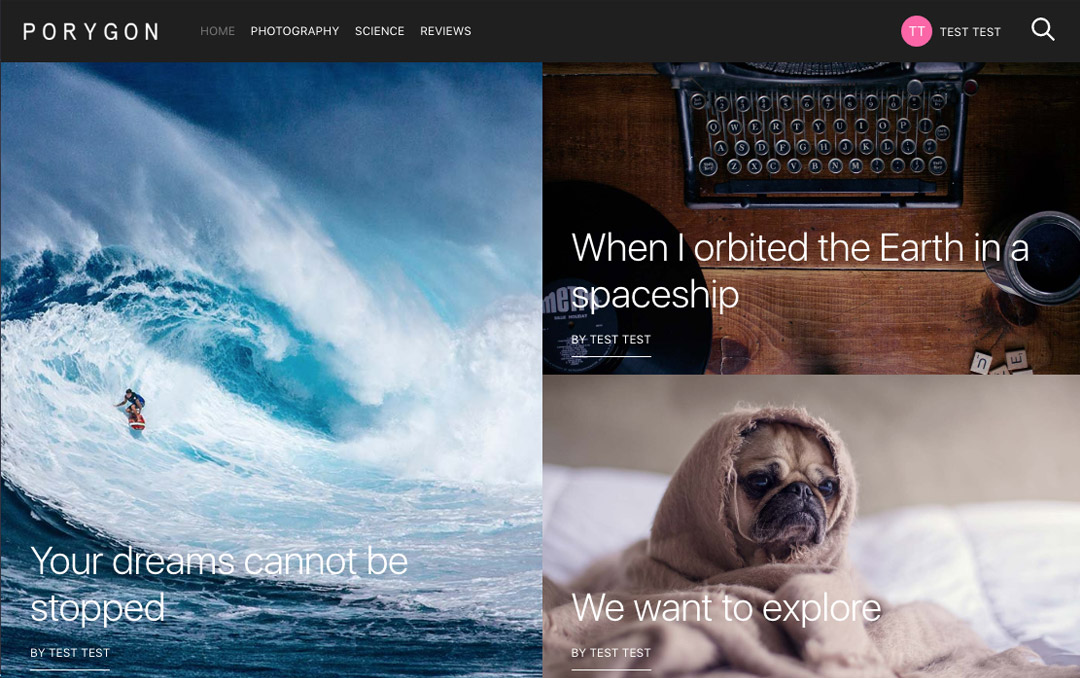 PORYGON
HOME PHOTOGRAPHY SCIENCE REVIEWS
TT TEST TEST
Your dreams cannot be
stopped
BY TEST TEST
Q W E R T Y U I O P
A S D F G H J K L
Z X C V B N M
When I orbited the Earth in a
spaceship
BY TEST TEST
We want to explore
BY TEST TEST